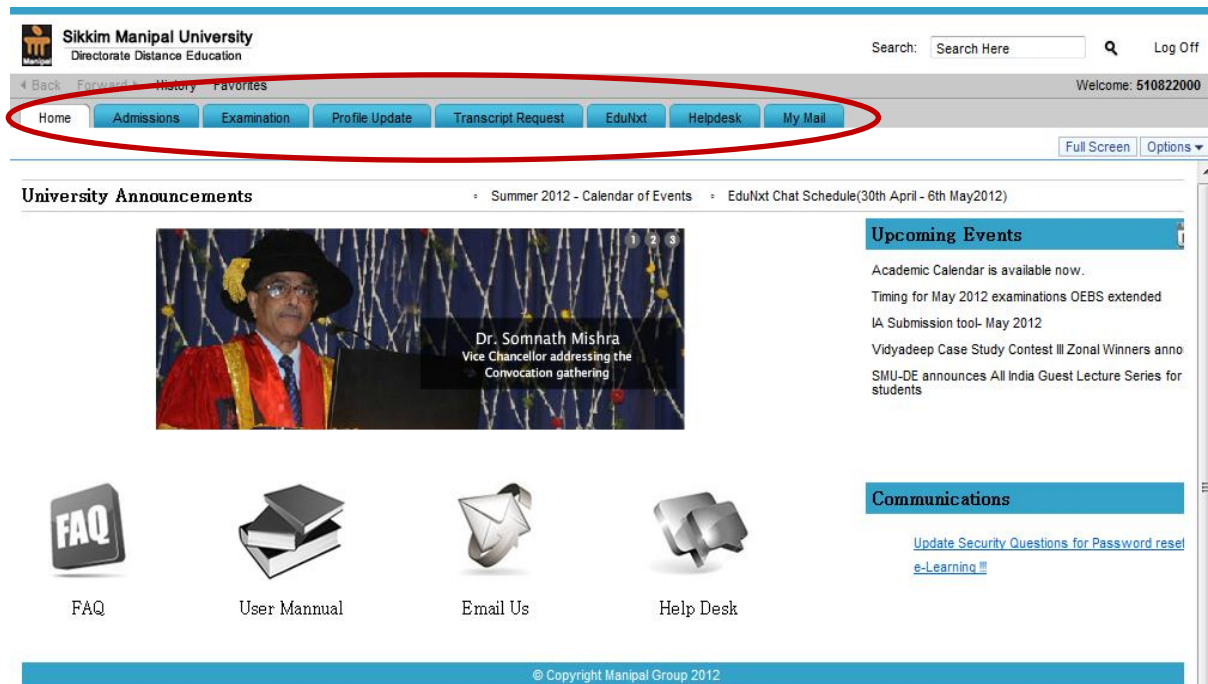 Sikkim Manipal University
Directorate Distance Education
Manipal
Search: Search Here Log Off
Back Forward History Favorites Welcome: 510822000
Home Admissions Examination Profile Update Transcript Request EduNxt Helpdesk My Mail
Full Screen Options
University Announcements
Summer 2012 - Calendar of Events EduNxt Chat Schedule(30th April - 6th May2012)
1 2 3
Dr. Somnath Mishra
Vice Chancellor addressing the
Convocation gathering
Upcoming Events
Academic Calendar is available now.
Timing for May 2012 examinations OEBS extended
IA Submission tool- May 2012
Vidyadeep Case Study Contest III Zonal Winners anno
SMU-DE announces All India Guest Lecture Series for
students
Communications
Update Security Questions for Password reset
e-Learning !!!
FAQ
FAQ User Mannual Email Us Help Desk
© Copyright Manipal Group 2012